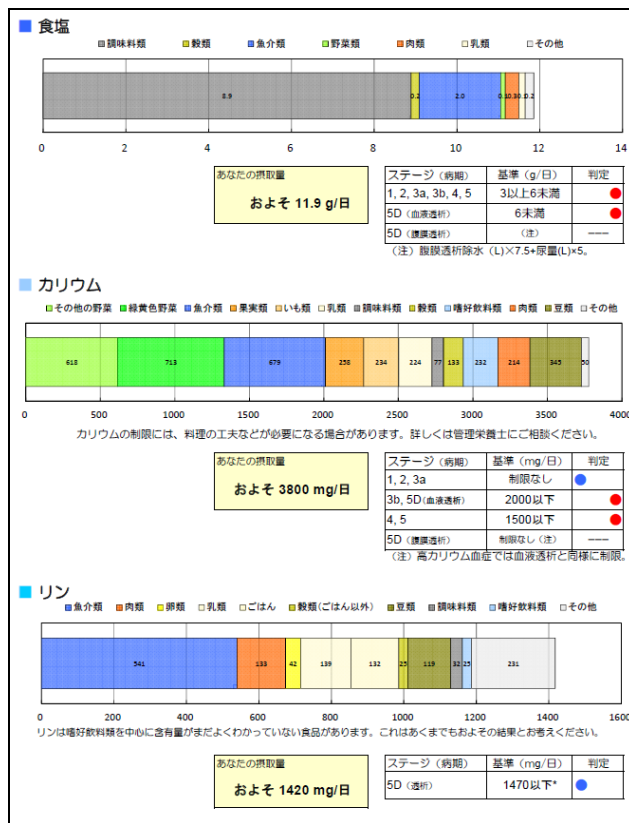 食塩
調味料類 穀類 魚介類 野菜類 肉類 乳類 その他
8.9 0.2 2.0 0.1 0.3 0.1 0.2
0 2 4 6 8 10 12 14
あなたの摂取量
およそ 11.9 g/日
ステージ（病期） 基準（g/日） 判定
1, 2, 3a, 3b, 4, 5 3以上6未満
5D（血液透析） 6未満
5D（腹膜透析） （注） ---
（注）腹膜透析除水（L）×7.5+尿量(L)×5。
カリウム
その他の野菜 緑黄色野菜 魚介類 果実類 いも類 乳類 調味料類 穀類 嗜好飲料類 肉類 豆類 その他
618 713 679 258 234 224 77 133 232 214 345 50
0 500 1000 1500 2000 2500 3000 3500 4000
カリウムの制限には、料理の工夫などが必要になる場合があります。詳しくは管理栄養士にご相談ください。
あなたの摂取量
およそ 3800 mg/日
ステージ（病期） 基準（mg/日） 判定
1, 2, 3a 制限なし
3b, 5D（血液透析） 2000以下
4, 5 1500以下
5D（腹膜透析） 制限なし（注） ---
（注）高カリウム血症では血液透析と同様に制限。
リン
魚介類 肉類 卵類 乳類 ごはん 穀類(ごはん以外) 豆類 調味料類 嗜好飲料類 その他
541 133 42 139 132 25 119 32 25 231
0 200 400 600 800 1000 1200 1400 1600
リンは嗜好飲料類を中心に含有量がまだよくわかっていない食品があります。これはあくまでもおよその結果とお考えください。
あなたの摂取量
およそ 1420 mg/日
ステージ（病期） 基準（mg/日） 判定
5D（透析） 1470以下*